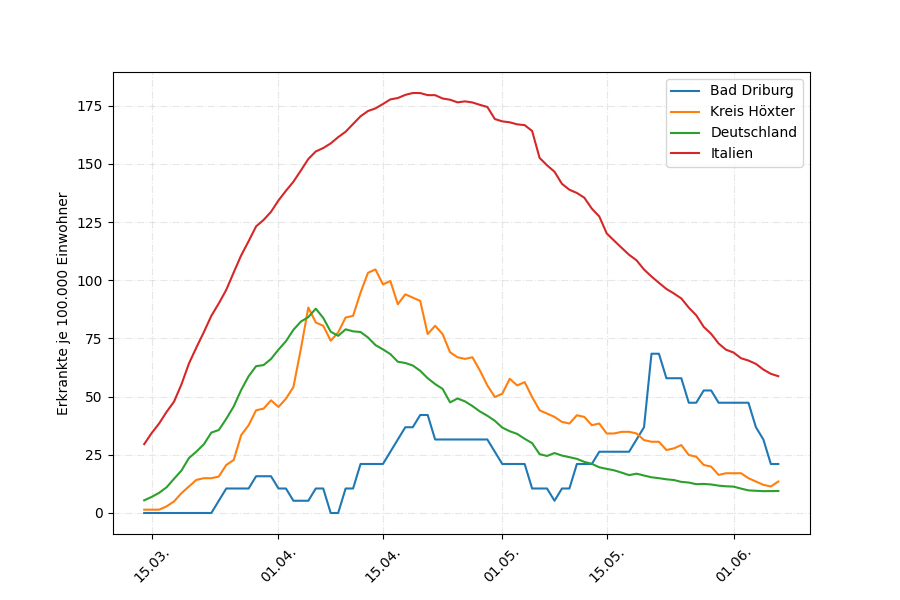 Erkrankte je 100.000 Einwohner
175
150
125
100
75
50
25
0
15.03.
01.04.
15.04.
01.05.
15.05.
01.06.
Bad Driburg
Kreis Höxter
Deutschland
Italien